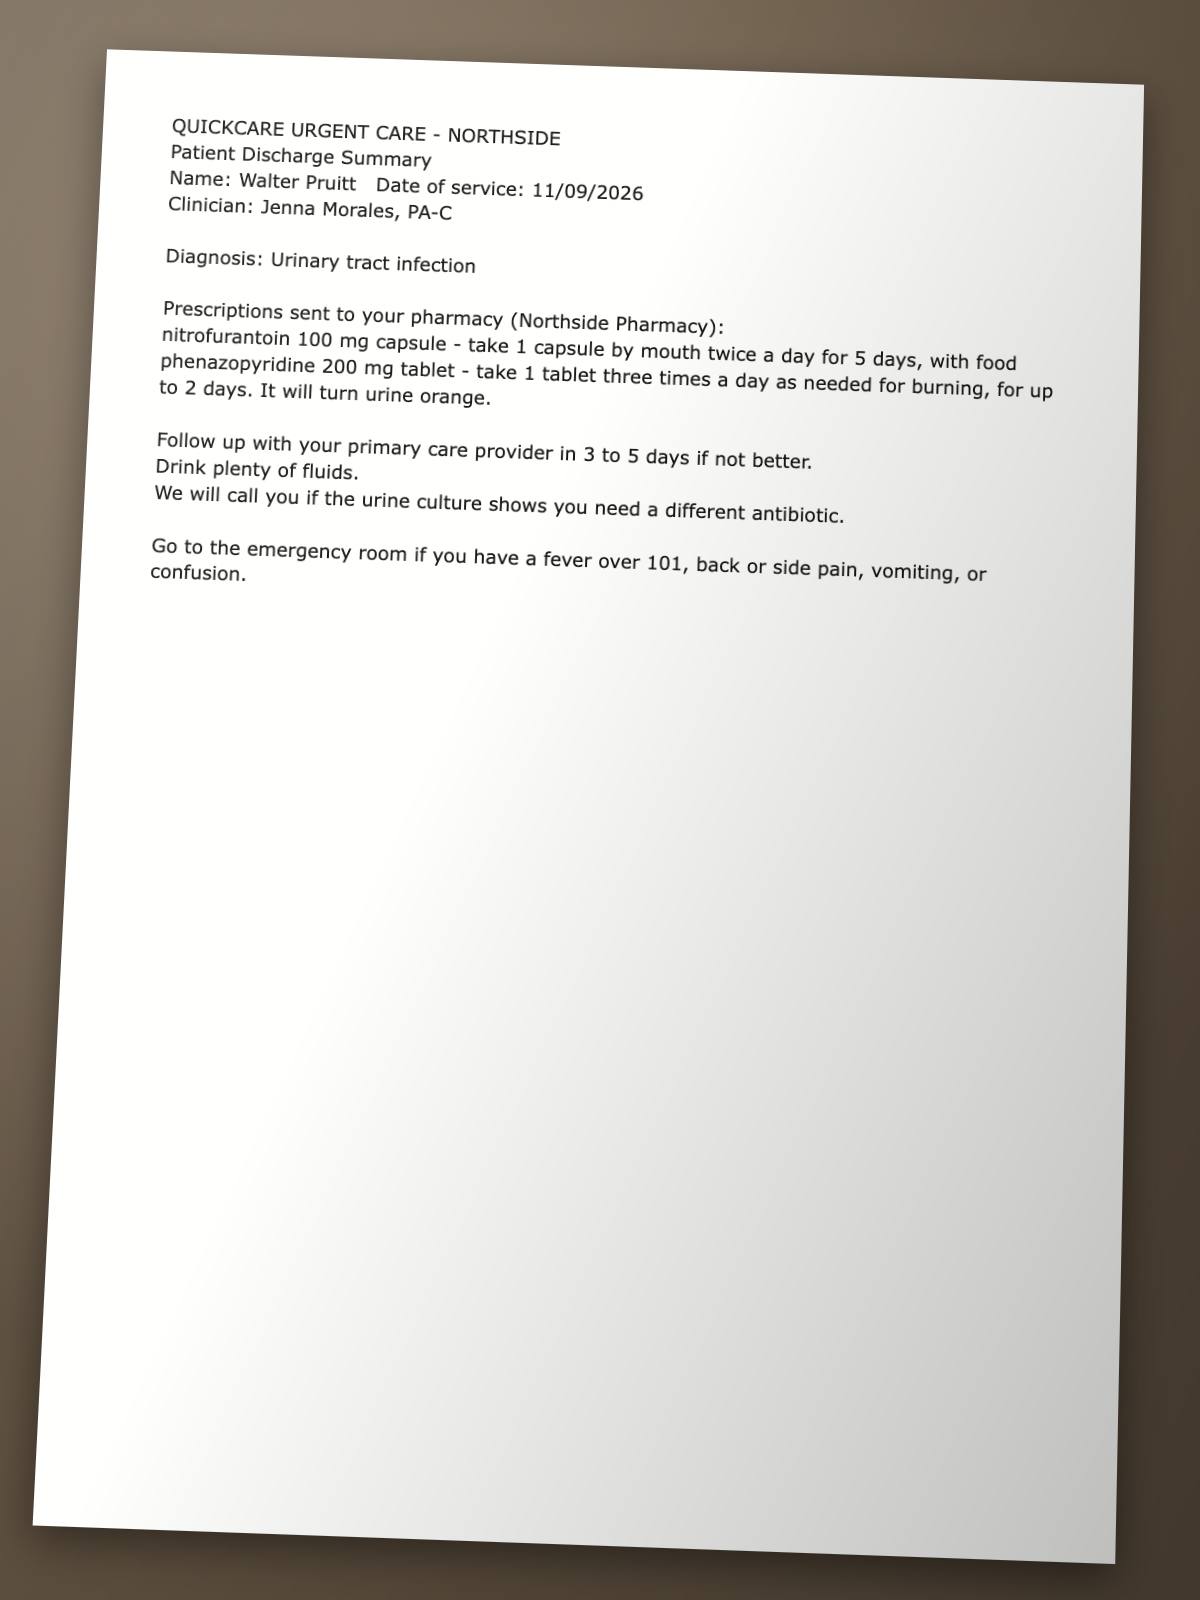 QUICKCARE URGENT CARE - NORTHSIDE
Patient Discharge Summary
Name: Walter Pruitt   Date of service: 11/09/2026
Clinician: Jenna Morales, PA-C
Diagnosis: Urinary tract infection
Prescriptions sent to your pharmacy (Northside Pharmacy):
nitrofurantoin 100 mg capsule - take 1 capsule by mouth twice a day for 5 days, with food
phenazopyridine 200 mg tablet - take 1 tablet three times a day as needed for burning, for up
to 2 days. It will turn urine orange.
Follow up with your primary care provider in 3 to 5 days if not better.
Drink plenty of fluids.
We will call you if the urine culture shows you need a different antibiotic.
Go to the emergency room if you have a fever over 101, back or side pain, vomiting, or
confusion.